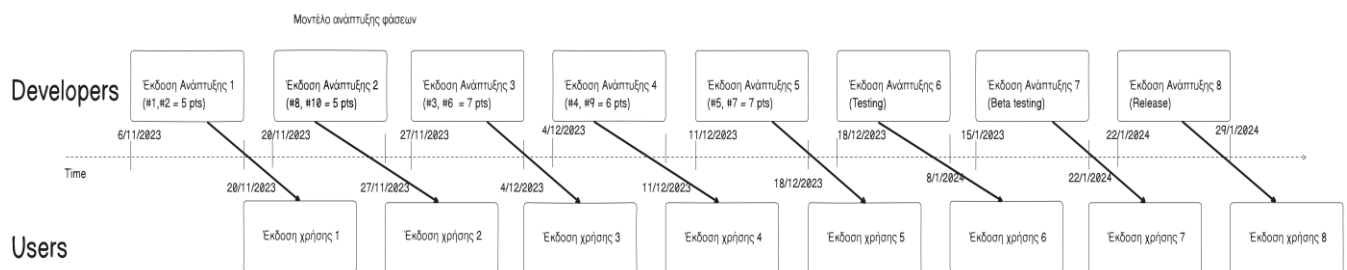 Μοντέλο ανάπτυξης φάσεων
Developers
Έκδοση Ανάπτυξης 1
(#1,#2 = 5 pts)
Έκδοση Ανάπτυξης 2
(#8, #10 = 5 pts)
Έκδοση Ανάπτυξης 3
(#3, #6 = 7 pts)
Έκδοση Ανάπτυξης 4
(#4, #9 = 6 pts)
Έκδοση Ανάπτυξης 5
(#5, #7 = 7 pts)
Έκδοση Ανάπτυξης 6
(Testing)
Έκδοση Ανάπτυξης 7
(Beta testing)
Έκδοση Ανάπτυξης 8
(Release)
6/11/2023
20/11/2023
27/11/2023
4/12/2023
11/12/2023
18/12/2023
15/1/2023
22/1/2024
29/1/2024
Time
20/11/2023
27/11/2023
4/12/2023
11/12/2023
18/12/2023
8/1/2024
22/1/2024
Users
Έκδοση χρήσης 1
Έκδοση χρήσης 2
Έκδοση χρήσης 3
Έκδοση χρήσης 4
Έκδοση χρήσης 5
Έκδοση χρήσης 6
Έκδοση χρήσης 7
Έκδοση χρήσης 8